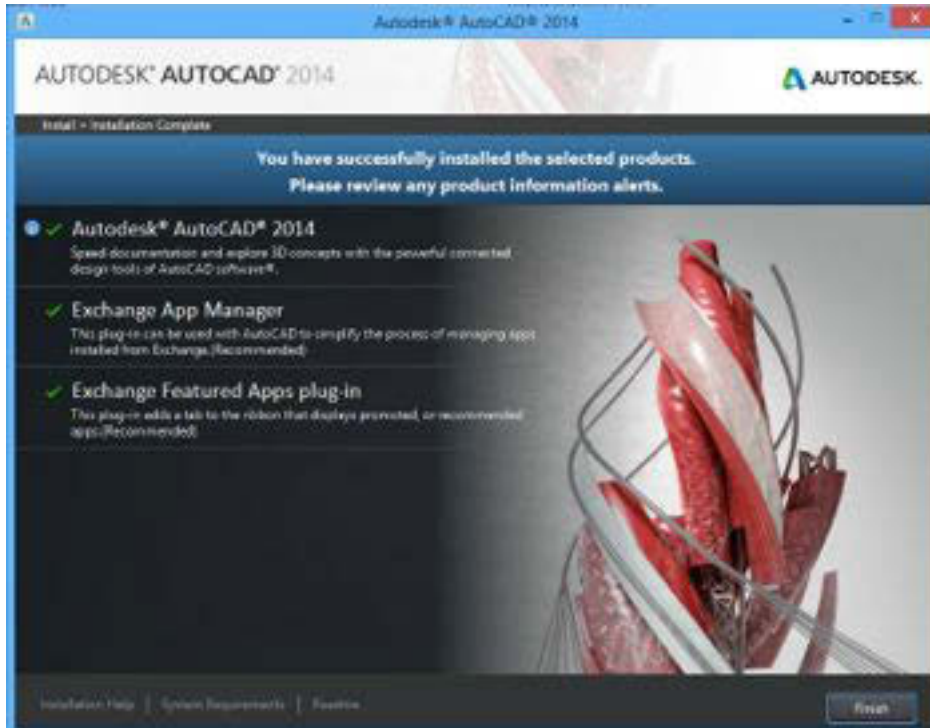 Autodesk® AutoCAD® 2014
AUTODESK® AUTOCAD® 2014
AUTODESK.
Install > Installation Complete
You have successfully installed the selected products.
Please review any product information alerts.
Autodesk® AutoCAD® 2014
Speed documentation and explore 3D concepts with the powerful connected
design tools of AutoCAD software®.
Exchange App Manager
This plug-in can be used with AutoCAD to simplify the process of managing apps
installed from Exchange.(Recommended)
Exchange Featured Apps plug-in
This plug-in adds a tab to the ribbon that displays promoted, or recommended
apps.(Recommended)
Installation Help | System Requirements | Readme
Finish